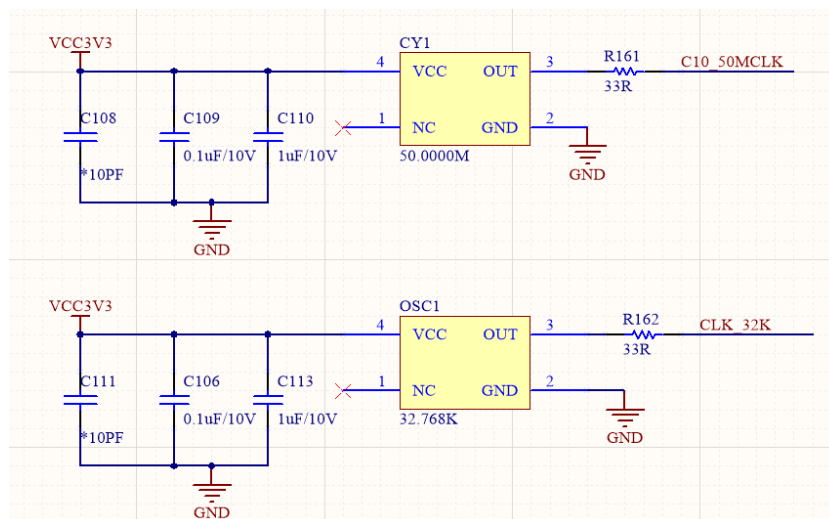 VCC3V3
CY1
4 VCC OUT 3
R161
33R
C10_50MCLK
C108
*10PF
C109
0.1uF/10V
C110
1uF/10V
1 NC GND 2
50.0000M
GND
GND
VCC3V3
OSC1
4 VCC OUT 3
R162
33R
CLK_32K
C111
*10PF
C106
0.1uF/10V
C113
1uF/10V
1 NC GND 2
32.768K
GND
GND